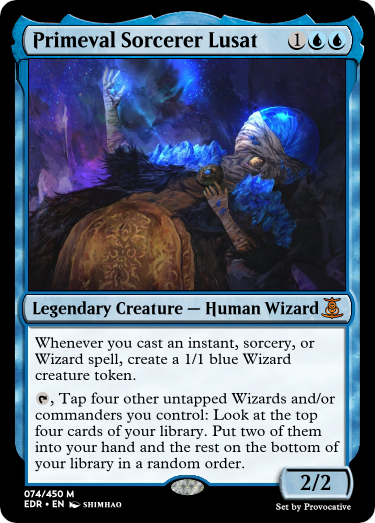 Primeval Sorcerer Lusat 1
Legendary Creature — Human Wizard
Whenever you cast an instant, sorcery, or
Wizard spell, create a 1/1 blue Wizard
creature token.
, Tap four other untapped Wizards and/or
commanders you control: Look at the top
four cards of your library. Put two of them
into your hand and the rest on the bottom of
your library in a random order.
2/2
074/450 M
EDR • EN SHIMHAO
Set by Provocative